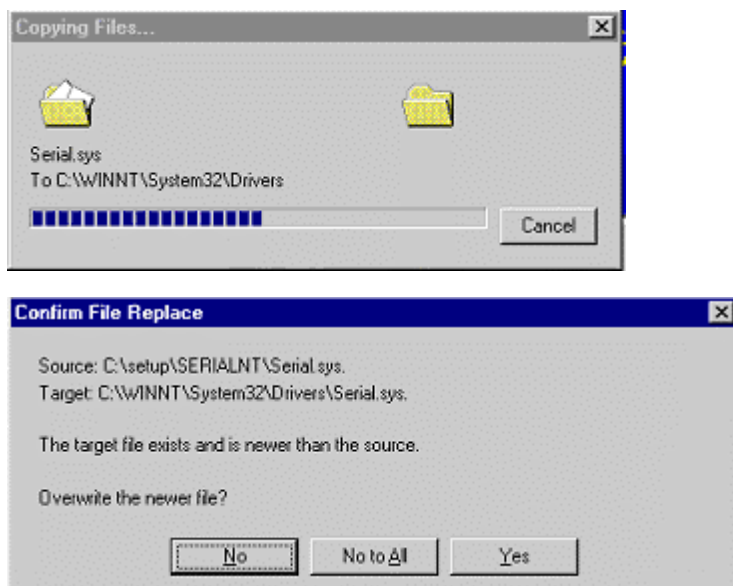 Copying Files...
Serial.sys
To C:\WINNT\System32\Drivers
Cancel
Confirm File Replace
Source: C:\setup\SERIALNT\Serial.sys.
Target: C:\WINNT\System32\Drivers\Serial.sys.
The target file exists and is newer than the source.
Overwrite the newer file?
No No to All Yes